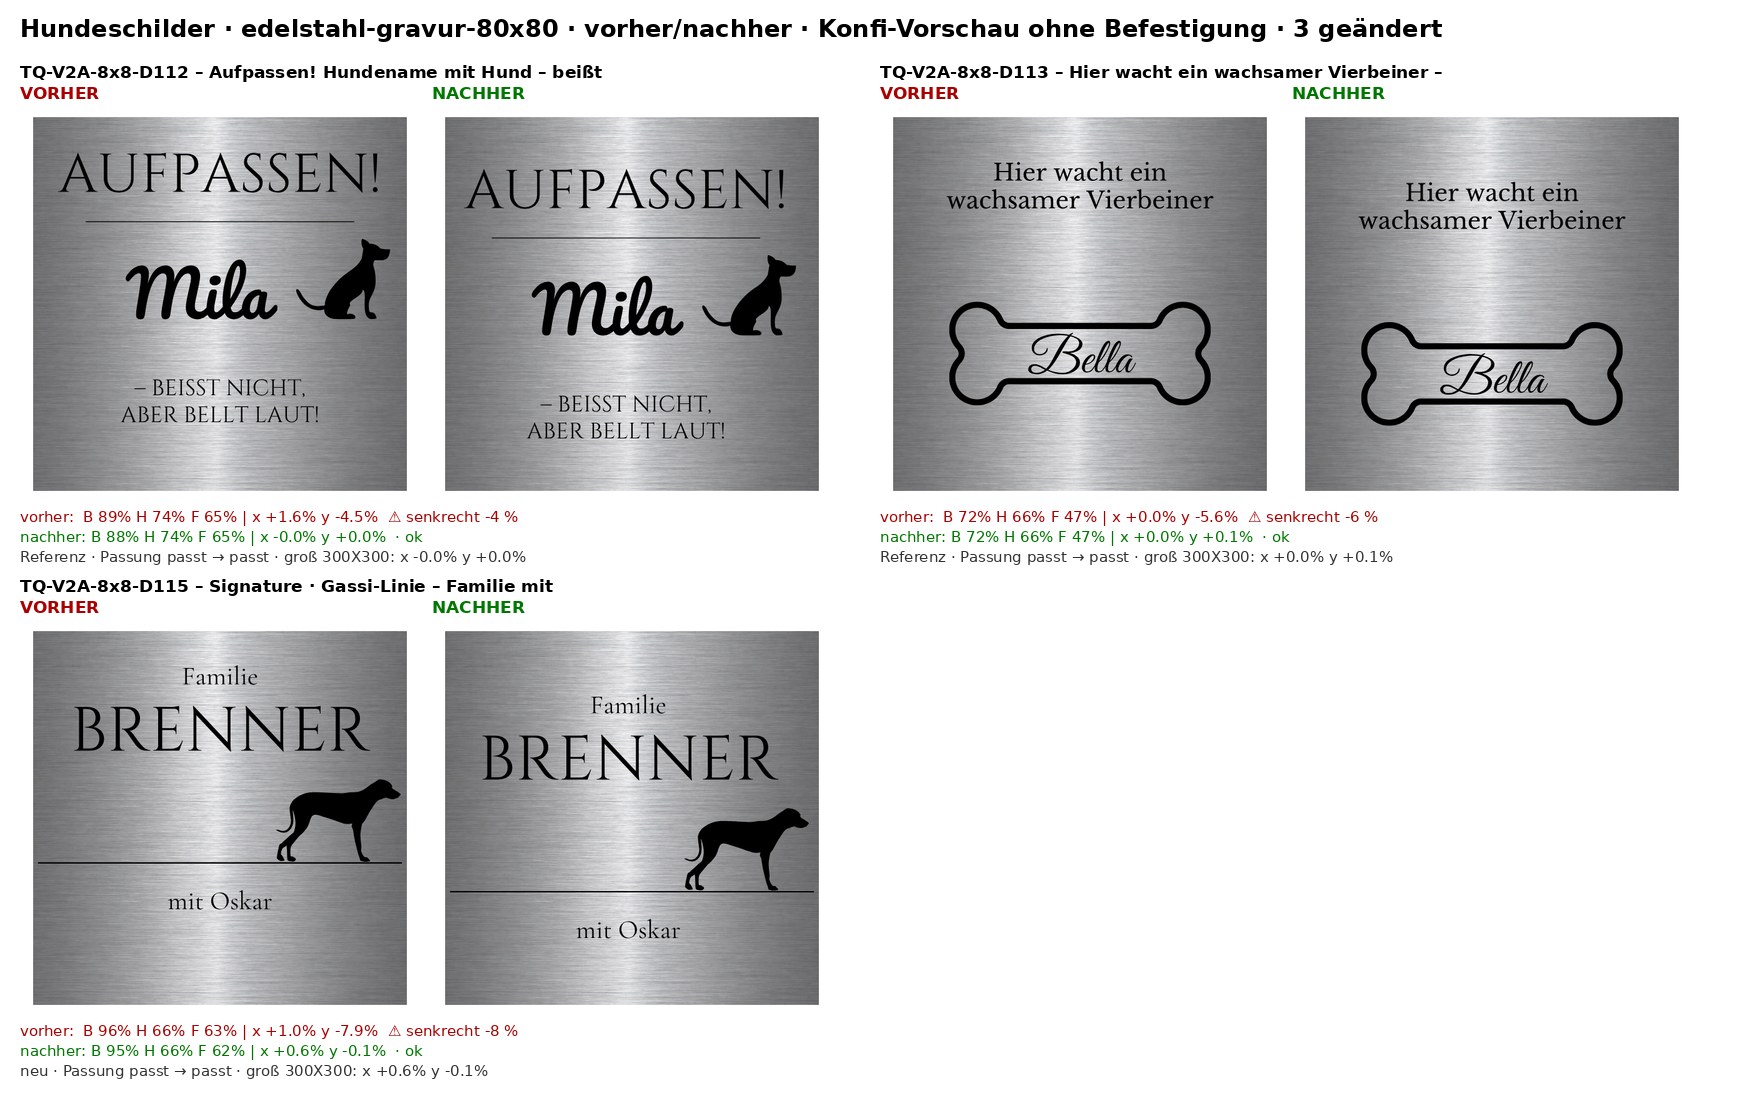 Hundeschilder · edelstahl-gravur-80x80 · vorher/nachher · Konfi-Vorschau ohne Befestigung · 3 geändert
TQ-V2A-8x8-D112 – Aufpassen! Hundename mit Hund – beißt
VORHER
NACHHER
AUFPASSEN!
Mila
– BEISST NICHT,
ABER BELLT LAUT!
AUFPASSEN!
Mila
– BEISST NICHT,
ABER BELLT LAUT!
vorher: B 89% H 74% F 65% | x +1.6% y -4.5% ⚠ senkrecht -4 %
nachher: B 88% H 74% F 65% | x -0.0% y +0.0% · ok
Referenz · Passung passt → passt · groß 300X300: x -0.0% y +0.0%
TQ-V2A-8x8-D113 – Hier wacht ein wachsamer Vierbeiner –
VORHER
NACHHER
Hier wacht ein
wachsamer Vierbeiner
Bella
Hier wacht ein
wachsamer Vierbeiner
Bella
vorher: B 72% H 66% F 47% | x +0.0% y -5.6% ⚠ senkrecht -6 %
nachher: B 72% H 66% F 47% | x +0.0% y +0.1% · ok
Referenz · Passung passt → passt · groß 300X300: x +0.0% y +0.1%
TQ-V2A-8x8-D115 – Signature · Gassi-Linie – Familie mit
VORHER
NACHHER
Familie
BRENNER
mit Oskar
Familie
BRENNER
mit Oskar
vorher: B 96% H 66% F 63% | x +1.0% y -7.9% ⚠ senkrecht -8 %
nachher: B 95% H 66% F 62% | x +0.6% y -0.1% · ok
neu · Passung passt → passt · groß 300X300: x +0.6% y -0.1%